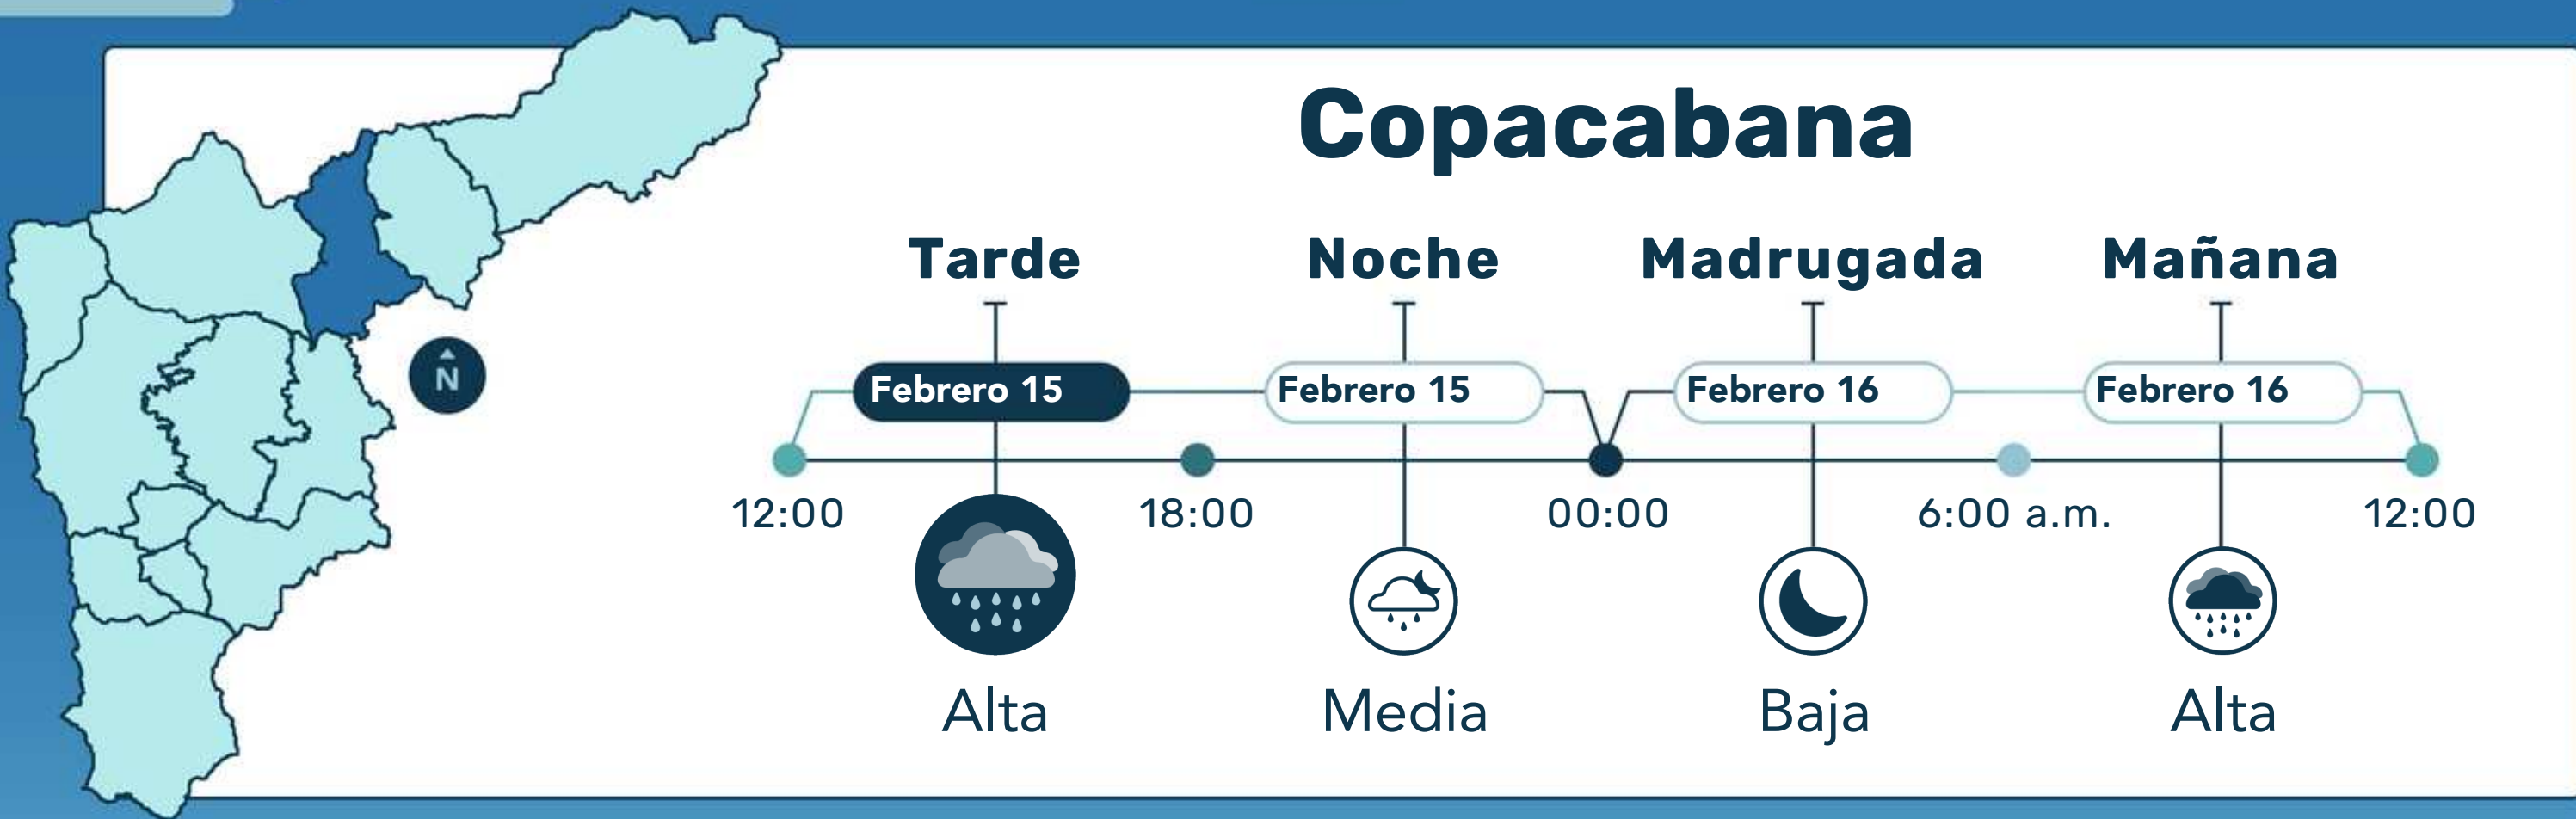 Copacabana
Tarde Noche Madrugada Mañana
Febrero 15 Febrero 15 Febrero 16 Febrero 16
N
12:00 18:00 00:00 6:00 a.m. 12:00
Alta Media Baja Alta